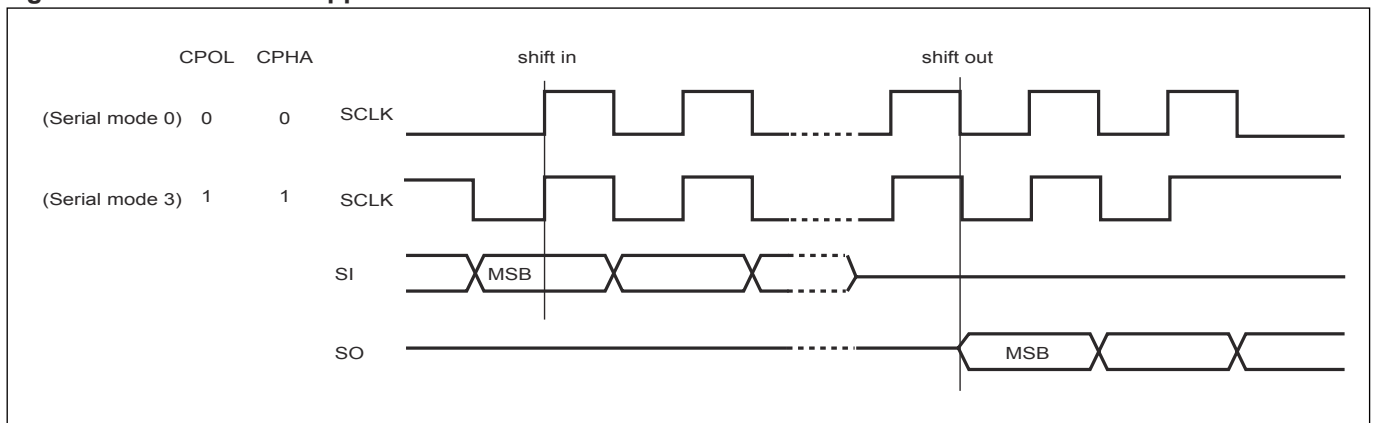 CPOL CPHA shift in shift out
(Serial mode 0) 0 0 SCLK
(Serial mode 3) 1 1 SCLK
SI MSB
SO MSB